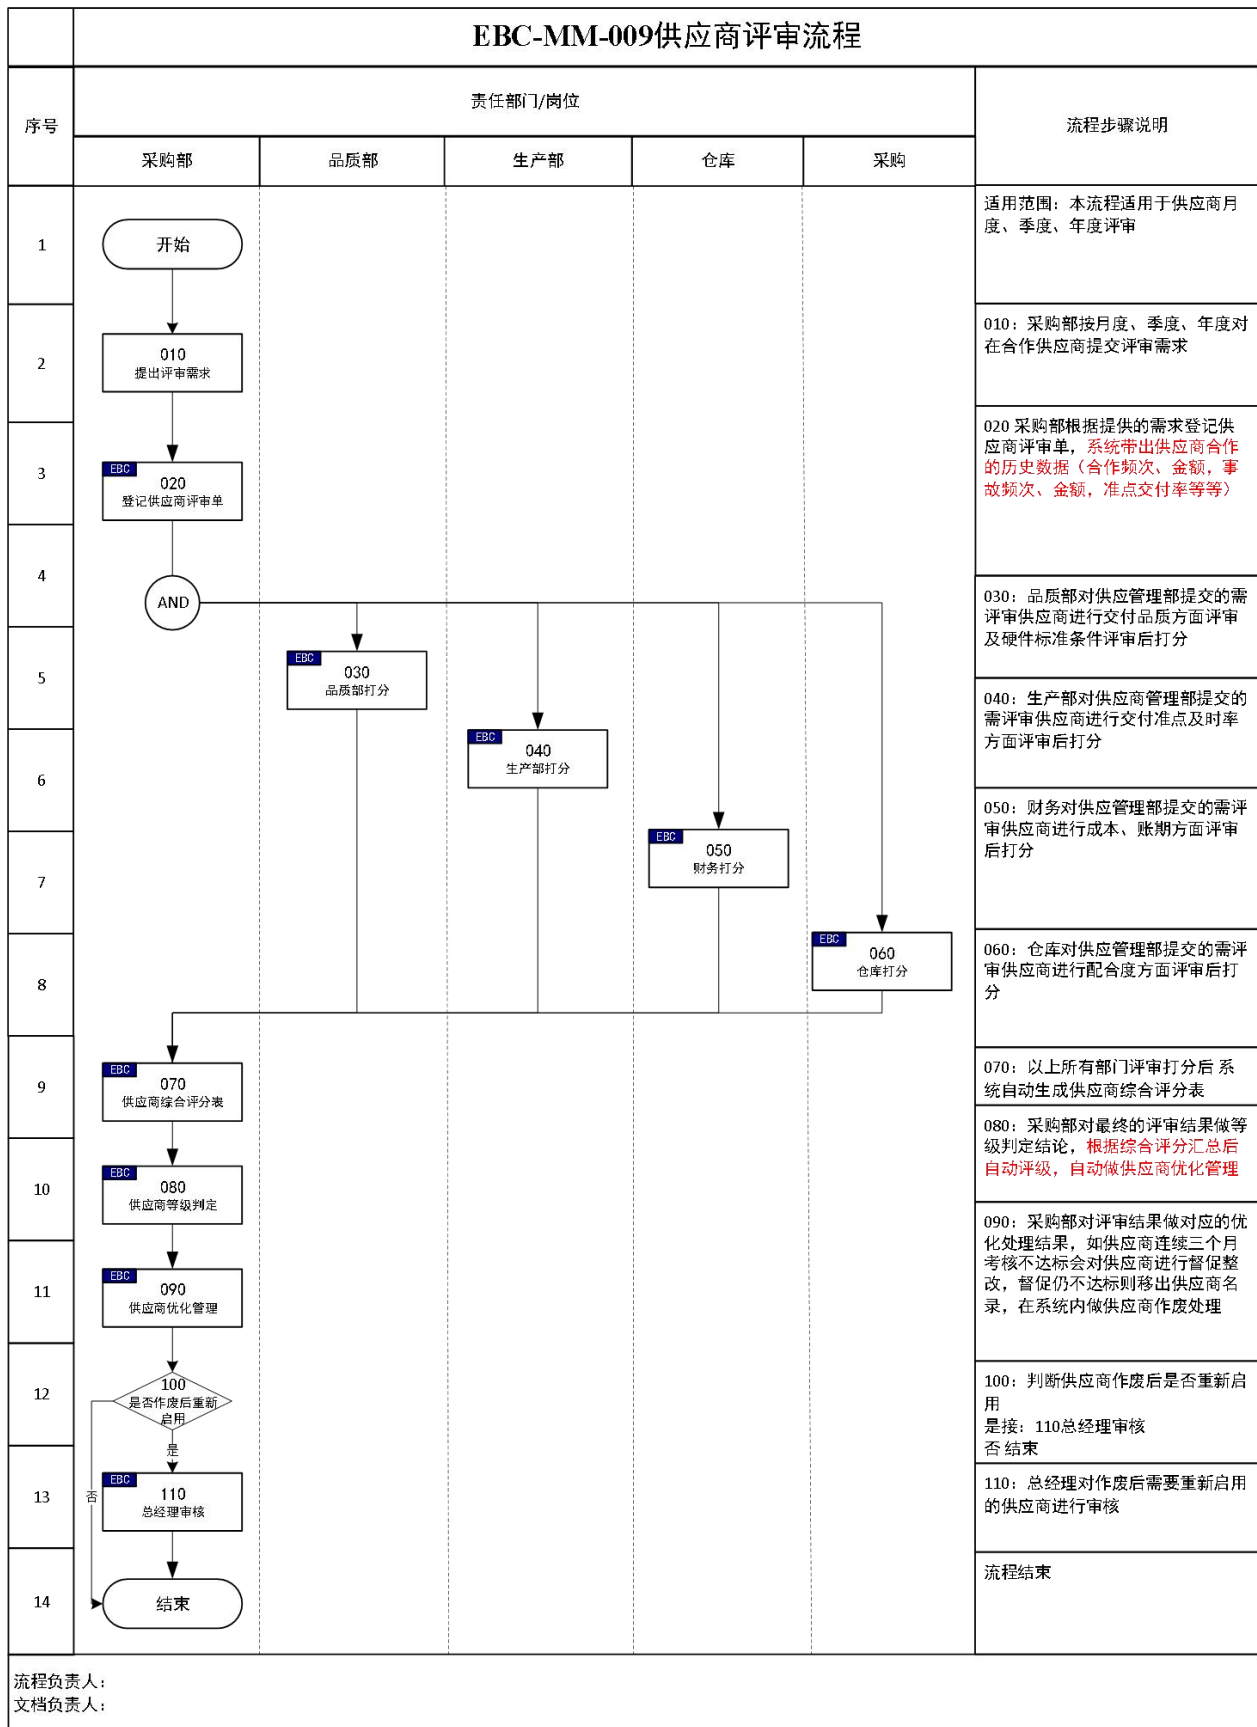 EBC-MM-009供应商评审流程
序号
责任部门/岗位
流程步骤说明
采购部
品质部
生产部
仓库
采购
1
开始
适用范围：本流程适用于供应商月
度、季度、年度评审
2
010
提出评审需求
010：采购部按月度、季度、年度对
在合作供应商提交评审需求
3
EBC
020
登记供应商评审单
020 采购部根据提供的需求登记供
应商评审单，系统带出供应商合作
的历史数据（合作频次、金额，事
故频次、金额，准点交付率等等）
4
AND
030：品质部对供应管理部提交的需
评审供应商进行交付品质方面评审
及硬件标准条件评审后打分
5
EBC
030
品质部打分
040：生产部对供应商管理部提交的
需评审供应商进行交付准点及时率
方面评审后打分
6
EBC
040
生产部打分
050：财务对供应管理部提交的需评
审供应商进行成本、账期方面评审
后打分
7
EBC
050
财务打分
060：仓库对供应管理部提交的需评
审供应商进行配合度方面评审后打
分
8
EBC
060
仓库打分
9
EBC
070
供应商综合评分表
070：以上所有部门评审打分后 系
统自动生成供应商综合评分表
10
EBC
080
供应商等级判定
080：采购部对最终的评审结果做等
级判定结论，根据综合评分汇总后
自动评级，自动做供应商优化管理
11
EBC
090
供应商优化管理
090：采购部对评审结果做对应的优
化处理结果，如供应商连续三个月
考核不达标会对供应商进行督促整
改，督促仍不达标则移出供应商名
录，在系统内做供应商作废处理
12
100
是否作废后重新
启用
100：判断供应商作废后是否重新启
用
是接：110总经理审核
否 结束
是
否
13
EBC
110
总经理审核
110：总经理对作废后需要重新启用
的供应商进行审核
14
结束
流程结束
流程负责人：
文档负责人：